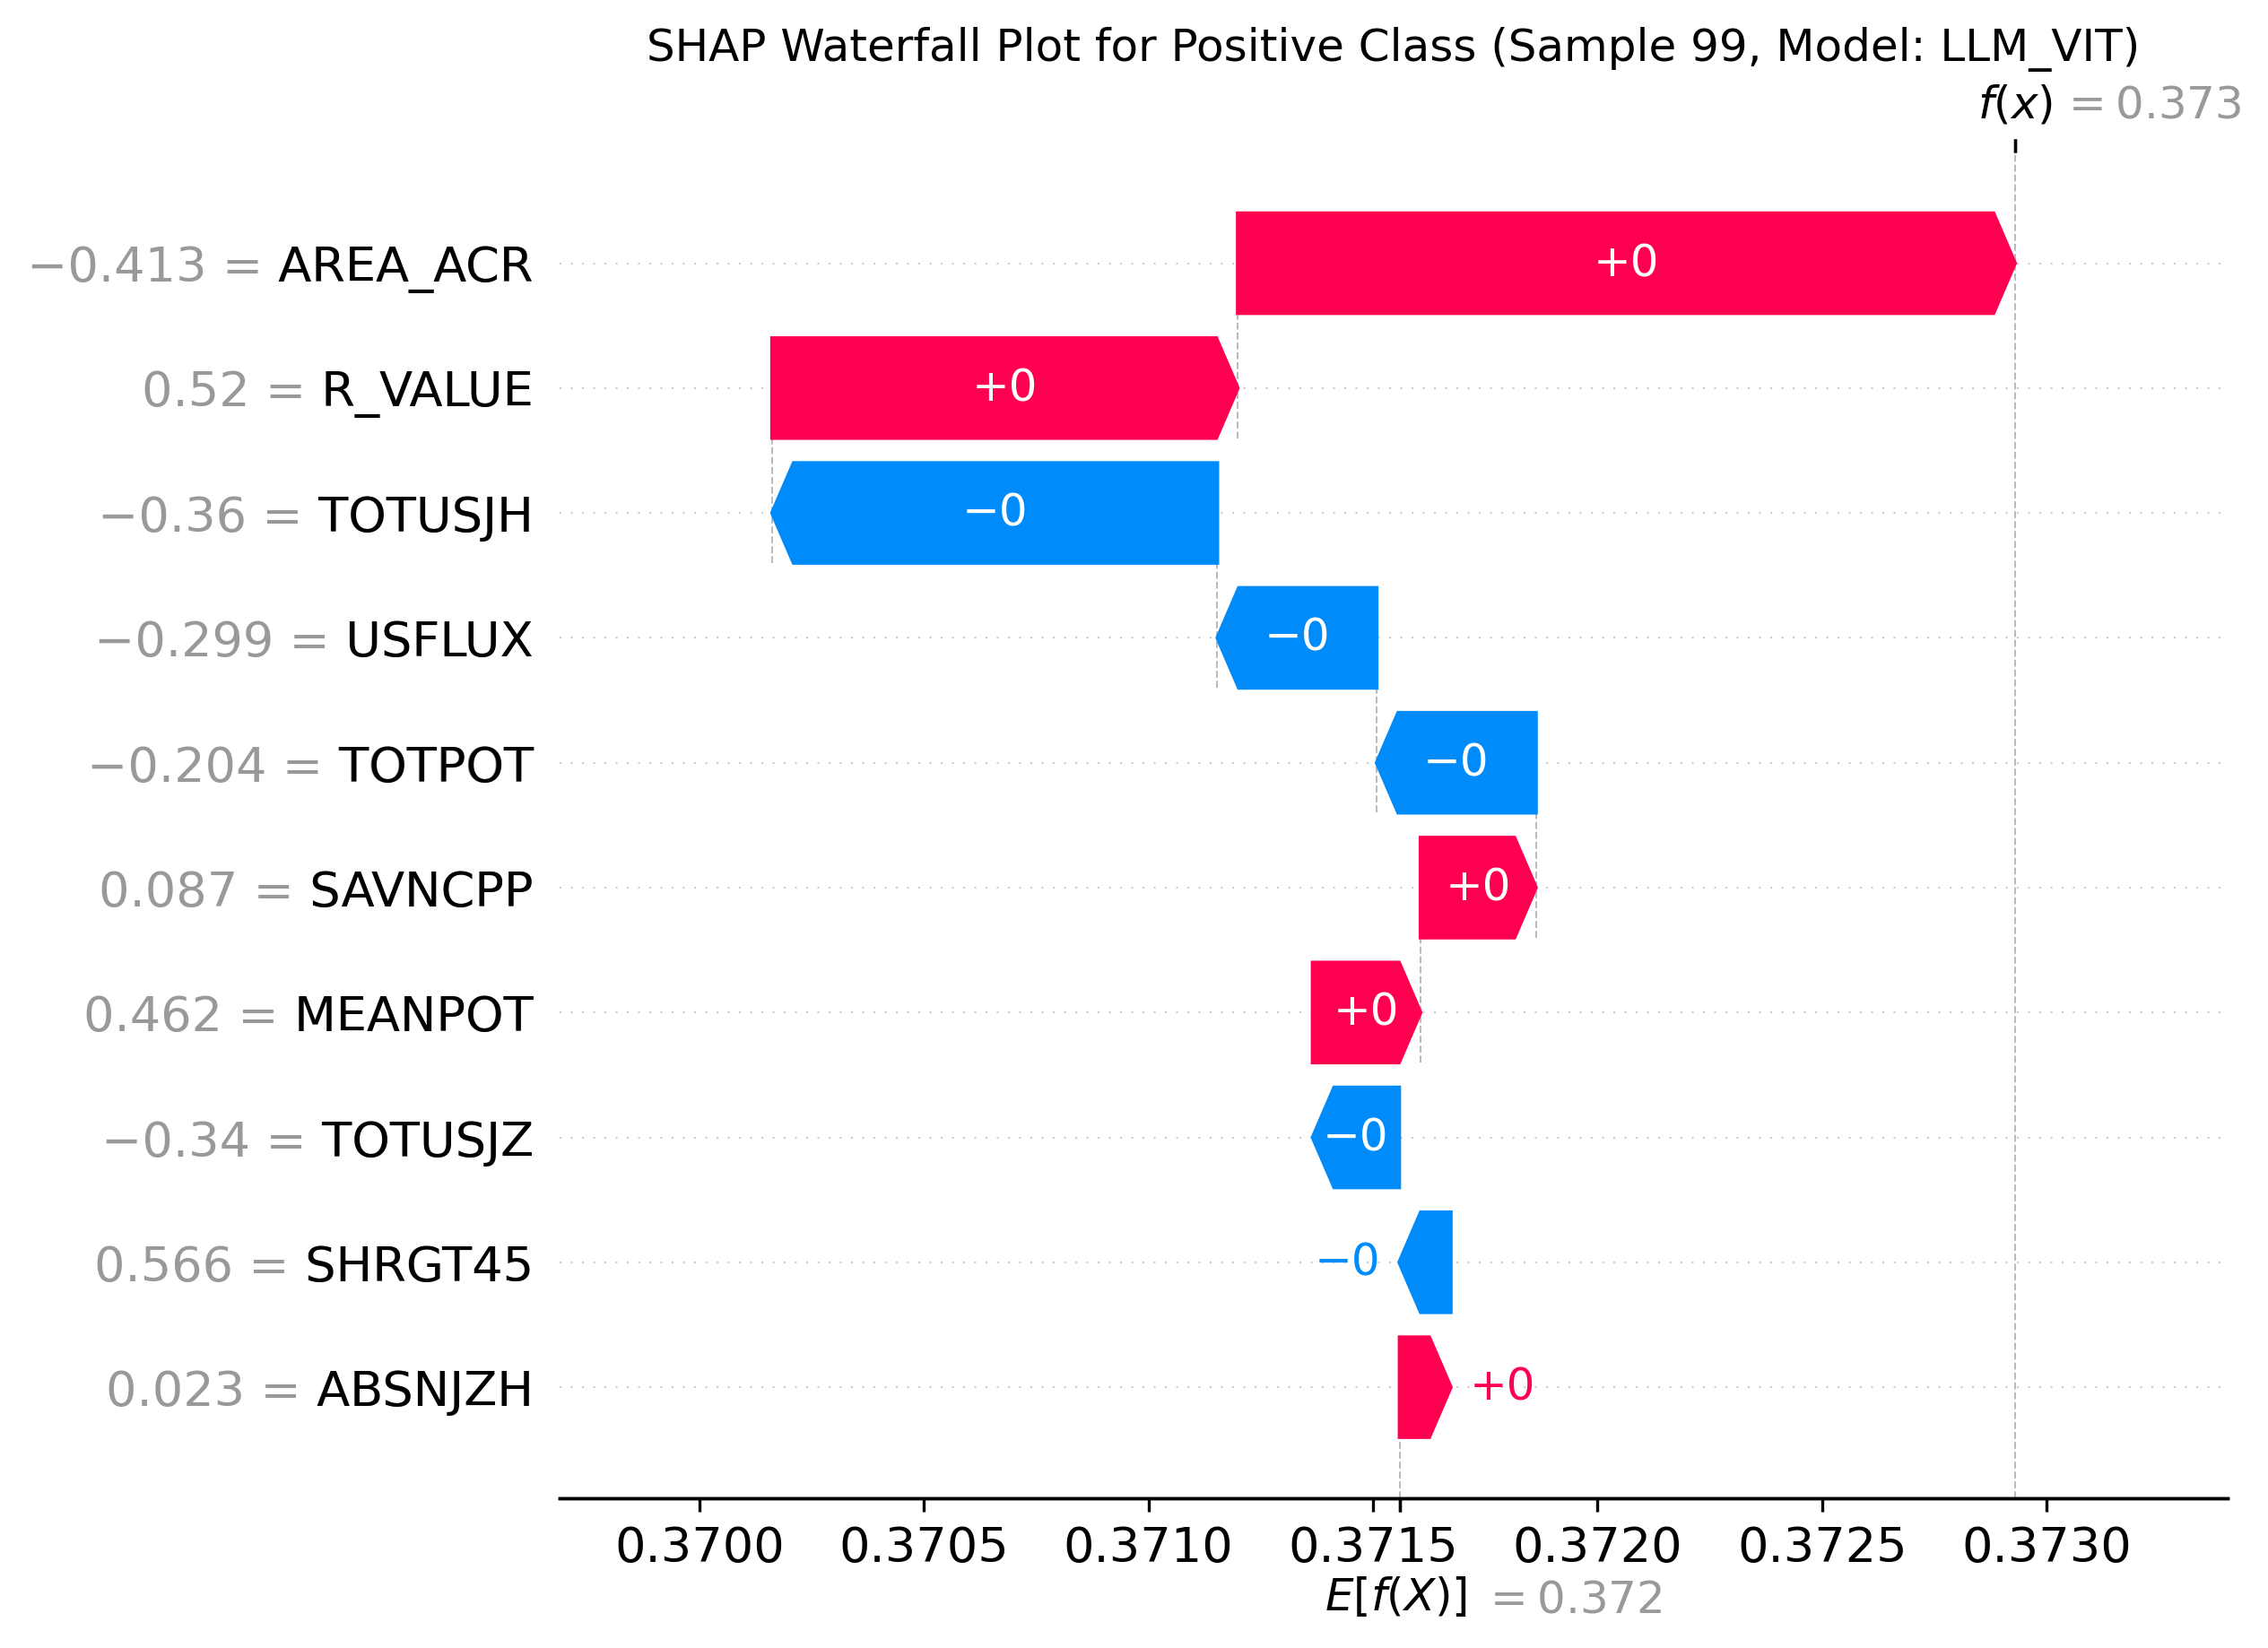 SHAP Waterfall Plot for Positive Class (Sample 99, Model: LLM_VIT)
f(x) = 0.373
−0.413 = AREA_ACR +0
0.52 = R_VALUE +0
−0.36 = TOTUSJH −0
−0.299 = USFLUX −0
−0.204 = TOTPOT −0
0.087 = SAVNCPP +0
0.462 = MEANPOT +0
−0.34 = TOTUSJZ −0
0.566 = SHRGT45 −0
0.023 = ABSNJZH +0
0.3700 0.3705 0.3710 0.3715 0.3720 0.3725 0.3730
E[f(X)] = 0.372